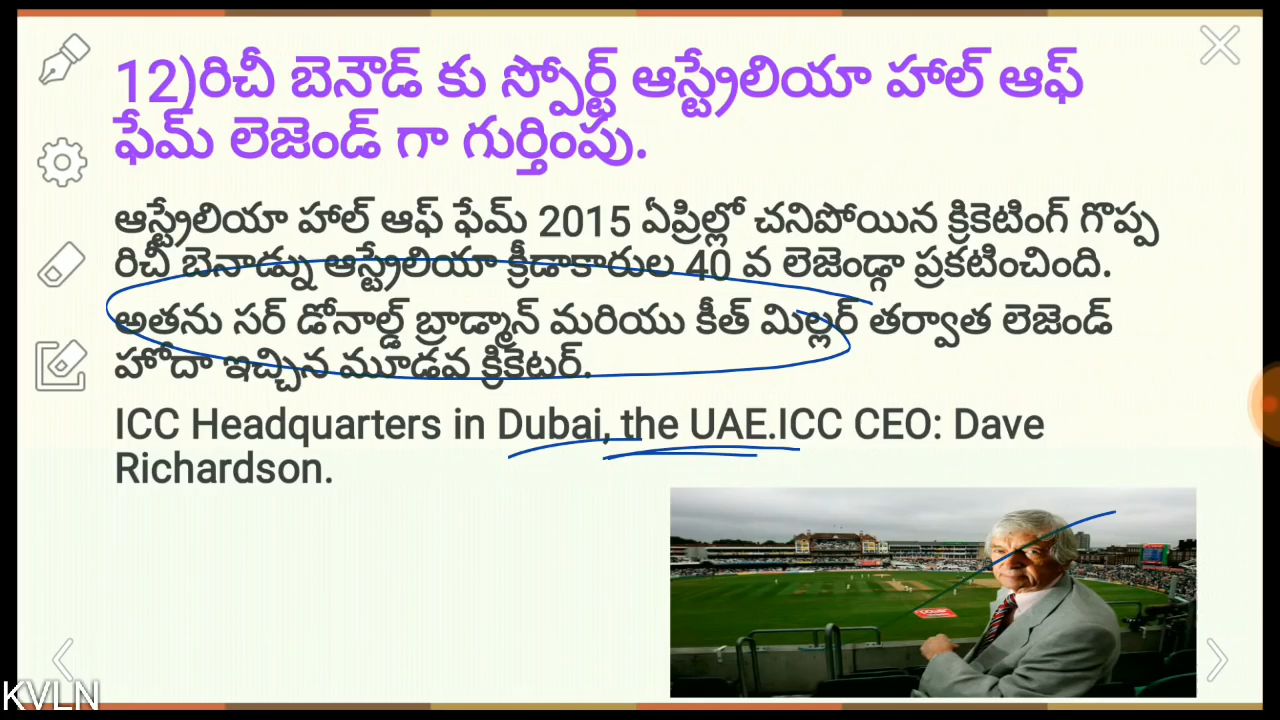 12)రిచీ బెనౌడ్ కు స్పోర్ట్ ఆస్ట్రేలియా హాల్ ఆఫ్
ఫేమ్ లెజెండ్ గా గుర్తింపు.
ఆస్ట్రేలియా హాల్ ఆఫ్ ఫేమ్ 2015 ఏప్రిల్లో చనిపోయిన క్రికెటింగ్ గొప్ప
రిచీ బెనాడ్ను ఆస్ట్రేలియా క్రీడాకారుల 40 వ లెజెండ్గా ప్రకటించింది.
అతను సర్ డోనాల్డ్ బ్రాడ్మాన్ మరియు కీత్ మిల్లర్ తర్వాత లెజెండ్
హోదా ఇచ్చిన మూడవ క్రికెటర్.
ICC Headquarters in Dubai, the UAE.ICC CEO: Dave
Richardson.
KVLN